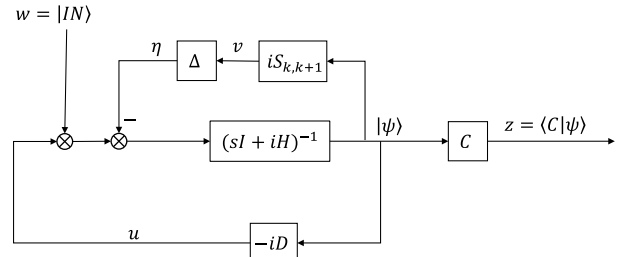 w = |IN⟩
η
Δ
v
iS_{k,k+1}
−
(sI + iH)^{−1}
|ψ⟩
C
z = ⟨C|ψ⟩
u
−iD